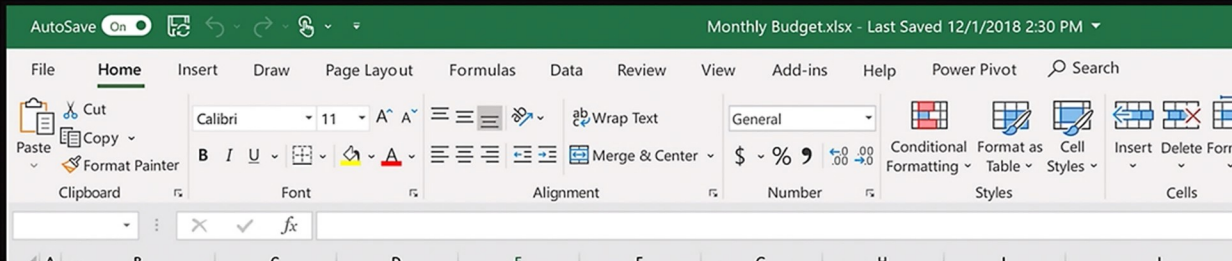 AutoSave On Monthly Budget.xlsx - Last Saved 12/1/2018 2:30 PM
File Home Insert Draw Page Layout Formulas Data Review View Add-ins Help Power Pivot Search
Paste
Cut
Copy
Format Painter
Clipboard
Calibri 11 A A
B I U A
Font
ab Wrap Text
Merge & Center
Alignment
General
$ % 9 .00 .00
Number
Conditional Formatting
Format as Table
Cell Styles
Styles
Insert Delete
Cells
fx